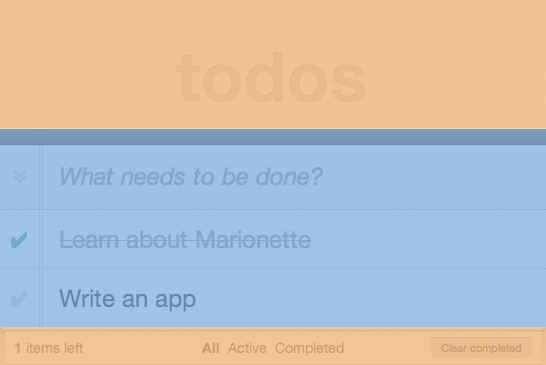 todos
What needs to be done?
Learn about Marionette
Write an app
1 items left All Active Completed Clear completed